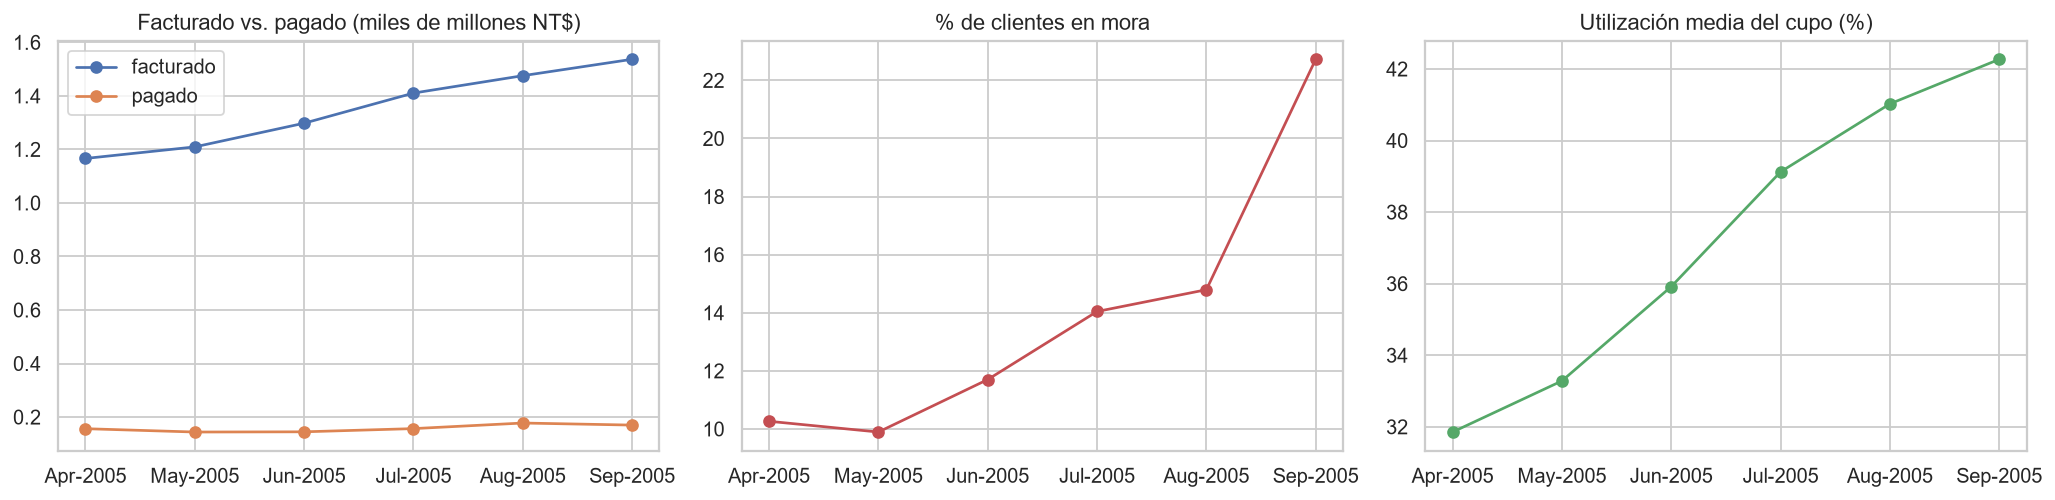 Facturado vs. pagado (miles de millones NT$)
facturado
pagado
1.6
1.4
1.2
1.0
0.8
0.6
0.4
0.2
Apr-2005 May-2005 Jun-2005 Jul-2005 Aug-2005 Sep-2005
% de clientes en mora
22
20
18
16
14
12
10
Apr-2005 May-2005 Jun-2005 Jul-2005 Aug-2005 Sep-2005
Utilización media del cupo (%)
42
40
38
36
34
32
Apr-2005 May-2005 Jun-2005 Jul-2005 Aug-2005 Sep-2005